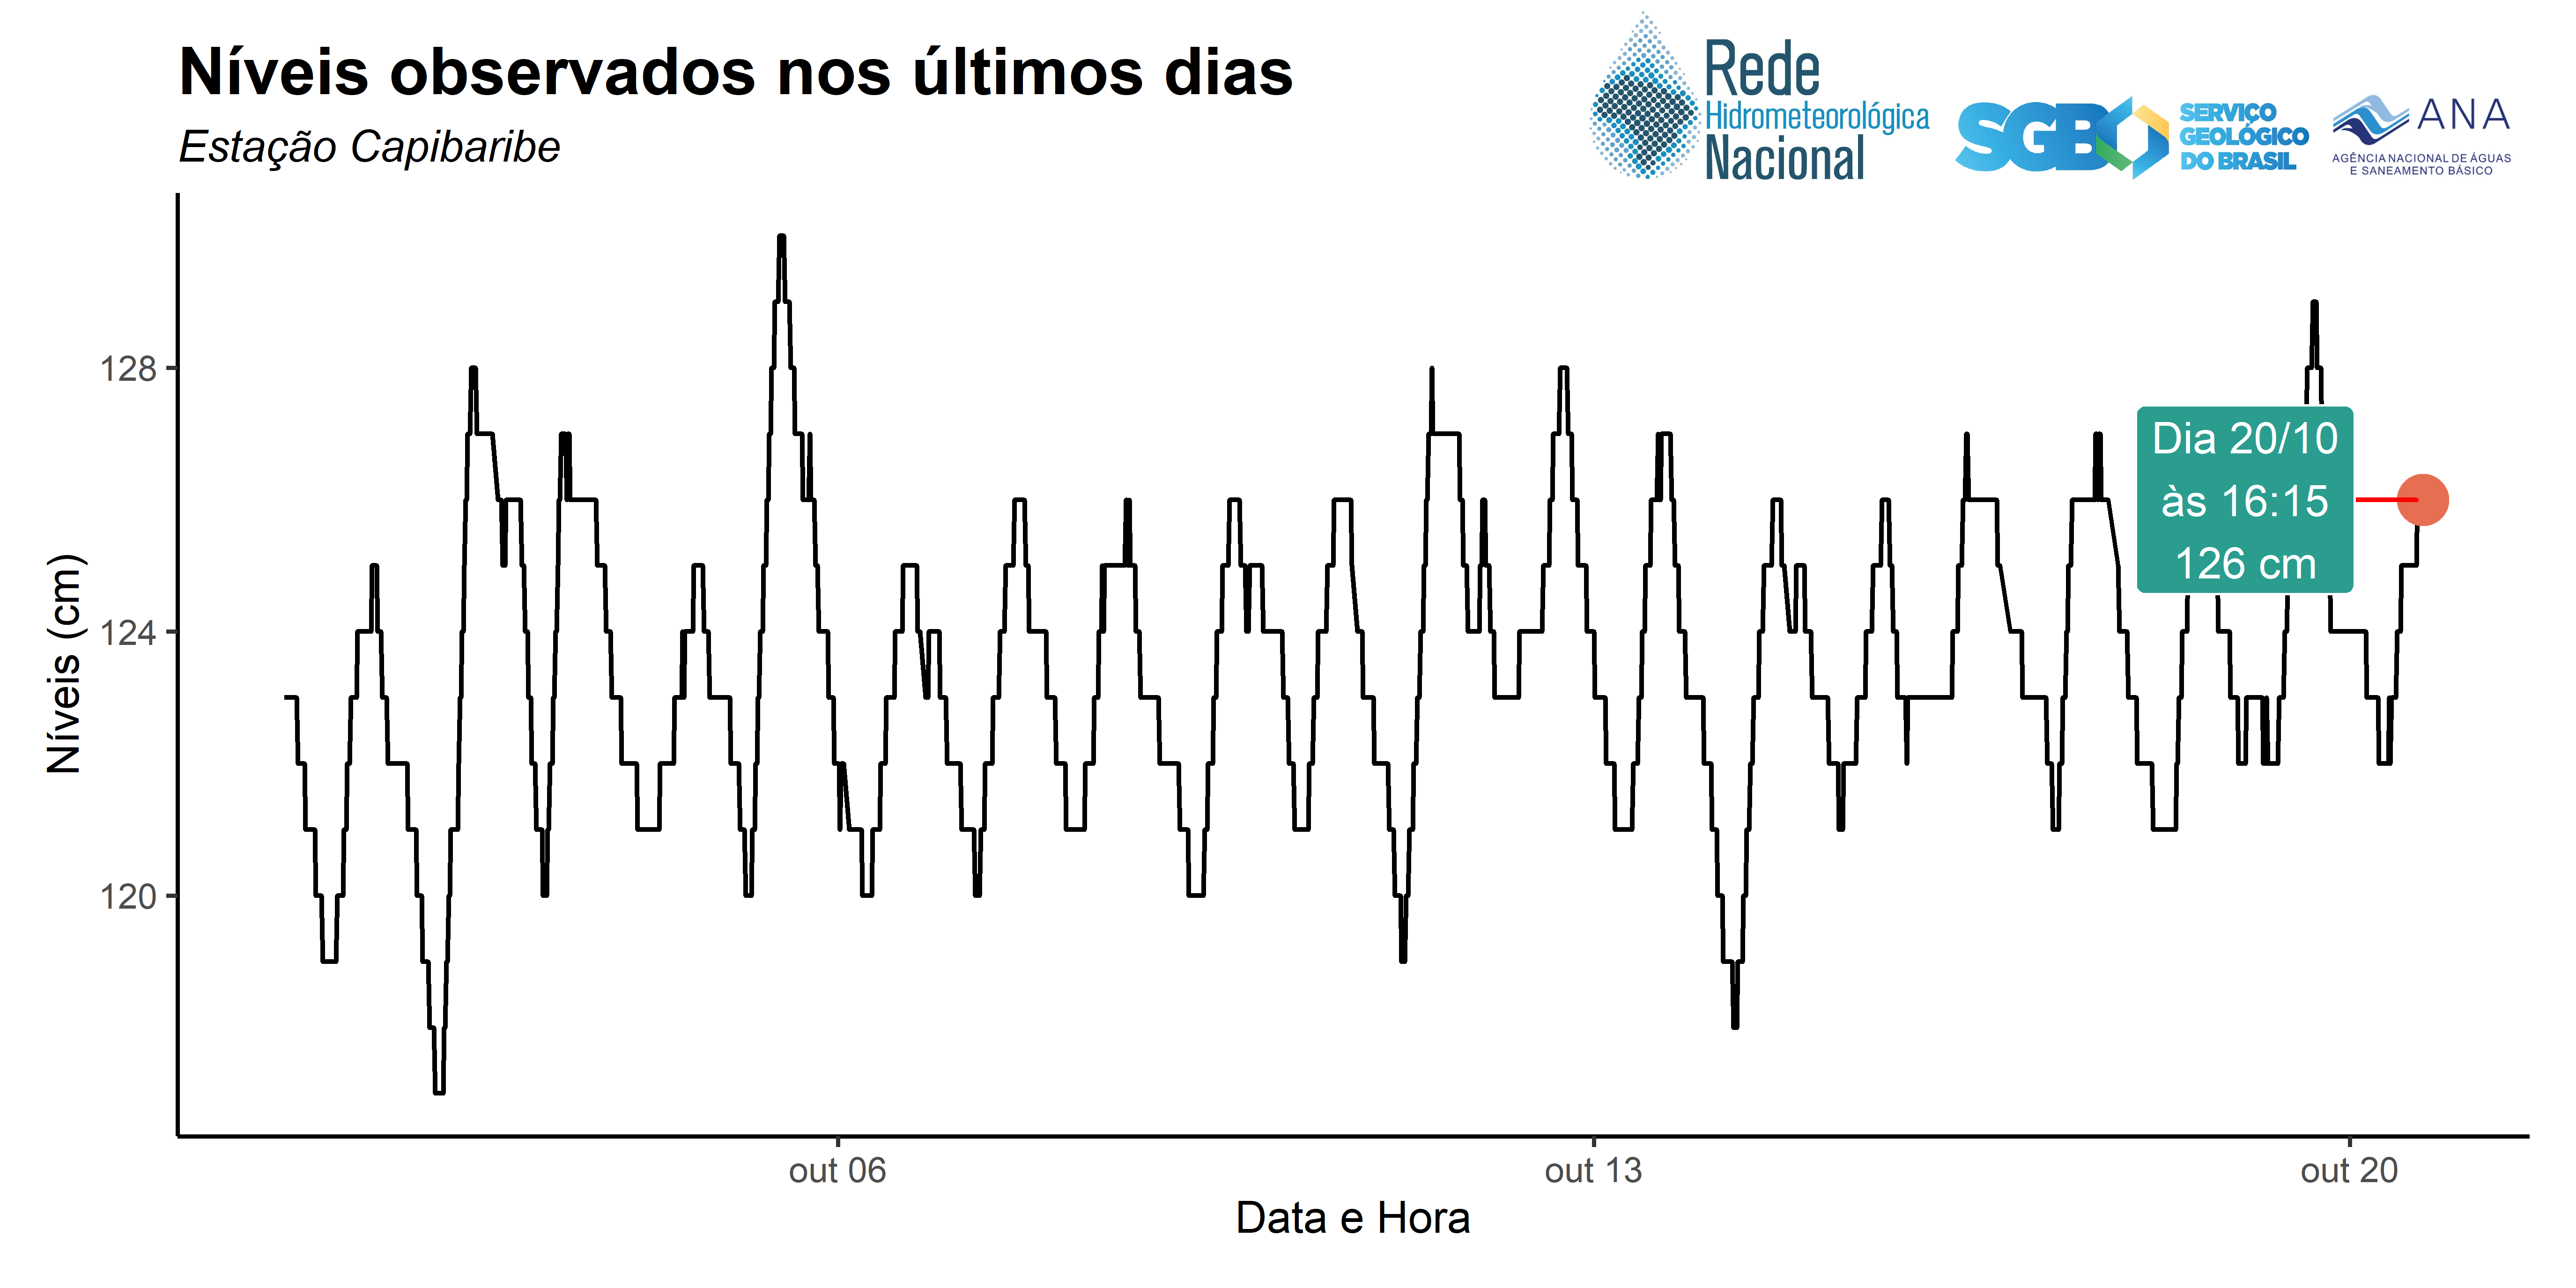 Níveis observados nos últimos dias
Estação Capibaribe
Rede
Hidrometeorológica
Nacional
SGB
SERVIÇO
GEOLÓGICO
DO BRASIL
ANA
AGÊNCIA NACIONAL DE ÁGUAS
E SANEAMENTO BÁSICO
Níveis (cm)
128
124
120
Dia 20/10
às 16:15
126 cm
out 06
out 13
out 20
Data e Hora